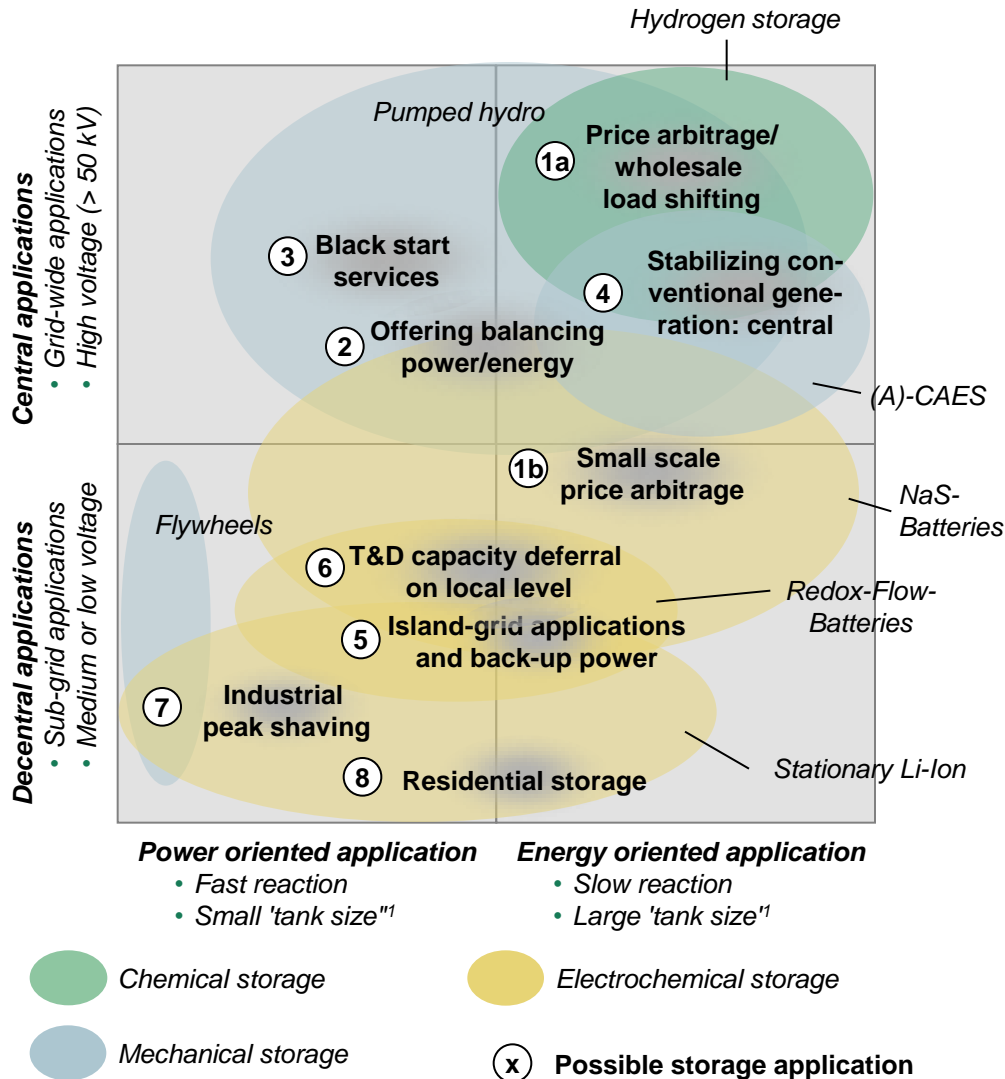 Hydrogen storage
Pumped hydro
1a
Price arbitrage/
wholesale
load shifting
3
Black start
services
4
Stabilizing con-
ventional gene-
ration: central
2
Offering balancing
power/energy
(A)-CAES
1b
Small scale
price arbitrage
NaS-
Batteries
Flywheels
6
T&D capacity deferral
on local level
Redox-Flow-
Batteries
5
Island-grid applications
and back-up power
7
Industrial
peak shaving
8
Residential storage
Stationary Li-Ion
Central applications
• Grid-wide applications
• High voltage (> 50 kV)
Decentral applications
• Sub-grid applications
• Medium or low voltage
Power oriented application
• Fast reaction
• Small 'tank size"1
Energy oriented application
• Slow reaction
• Large 'tank size'1
Chemical storage
Electrochemical storage
Mechanical storage
x
Possible storage application